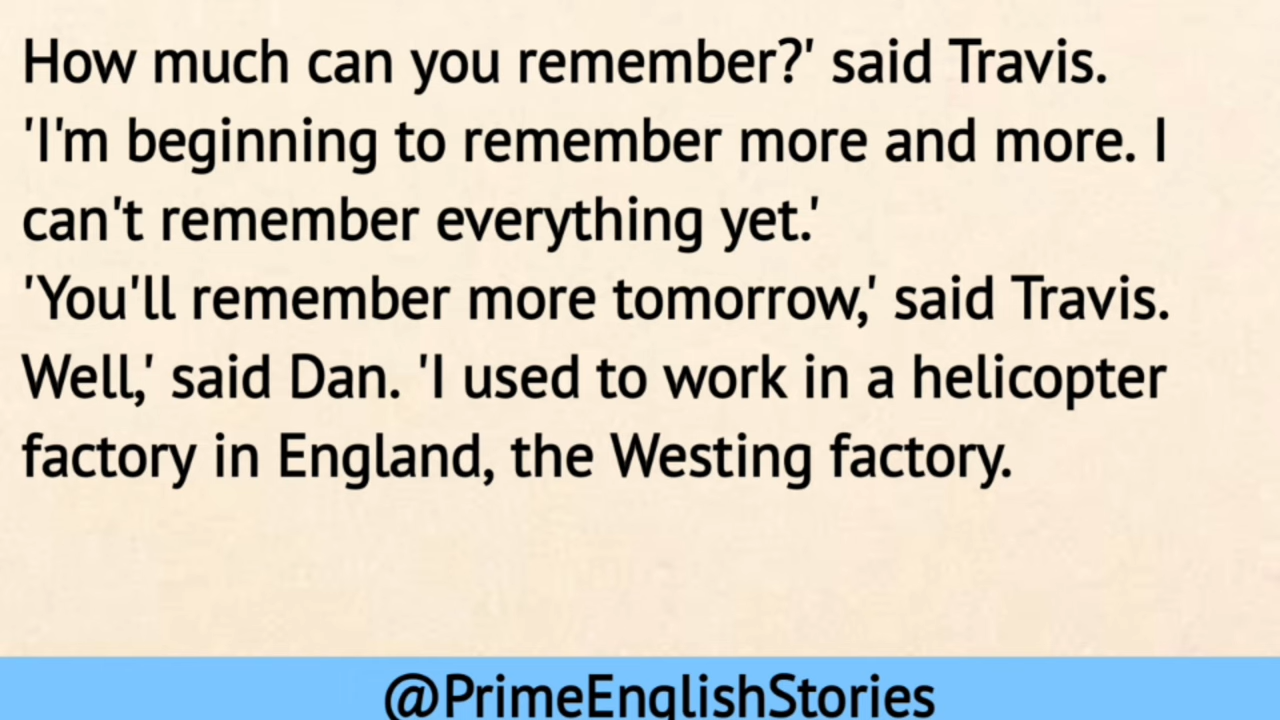 How much can you remember?' said Travis.
'I'm beginning to remember more and more. I
can't remember everything yet.'
'You'll remember more tomorrow,' said Travis.
Well,' said Dan. 'I used to work in a helicopter
factory in England, the Westing factory.
@PrimeEnglishStories